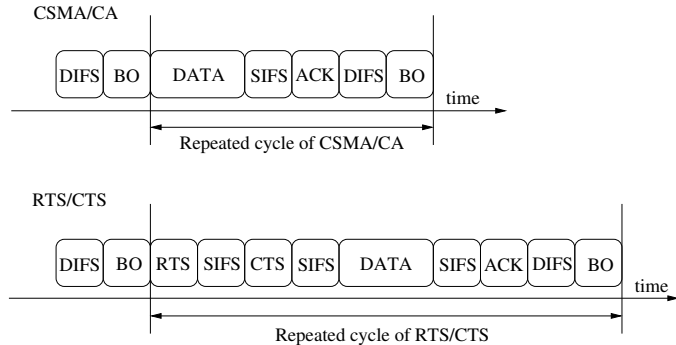 CSMA/CA
DIFS BO DATA SIFS ACK DIFS BO
time
Repeated cycle of CSMA/CA
RTS/CTS
DIFS BO RTS SIFS CTS SIFS DATA SIFS ACK DIFS BO
time
Repeated cycle of RTS/CTS